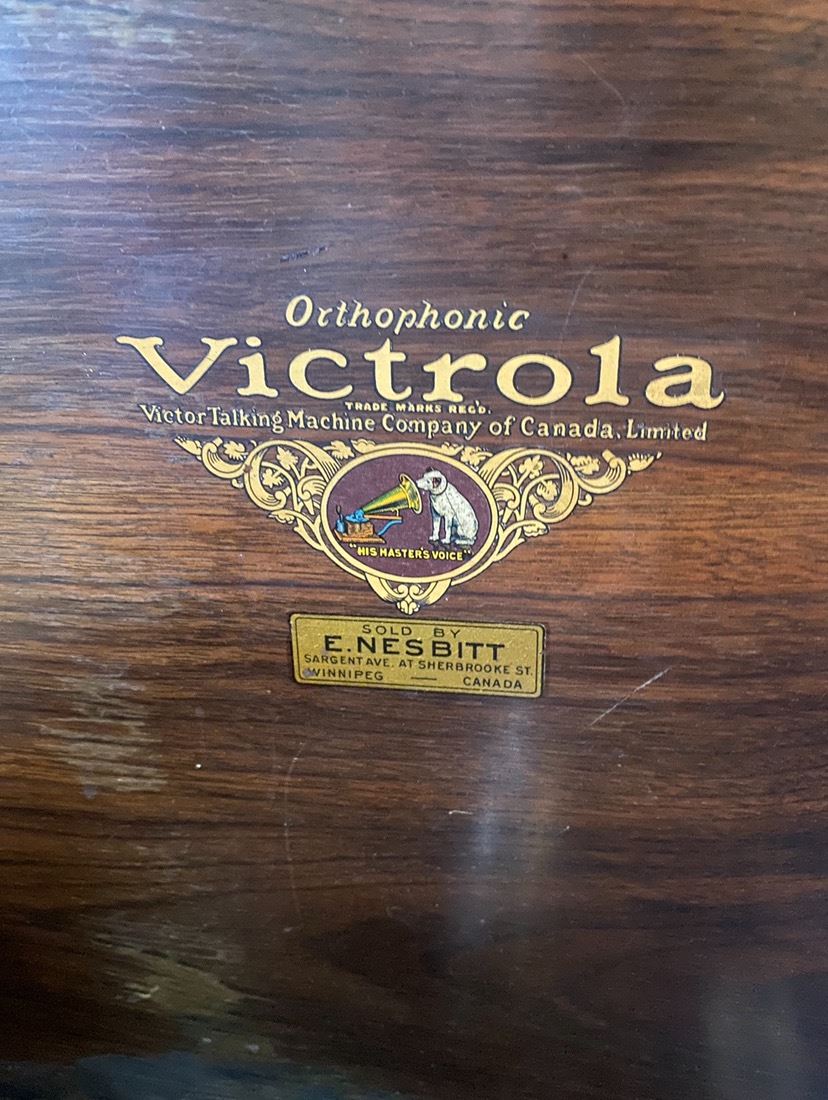 Orthophonic
Victrola
TRADE MARKS REG'D.
Victor Talking Machine Company of Canada, Limited
"HIS MASTER'S VOICE"
SOLD BY
E. NESBITT
SARGENT AVE. AT SHERBROOKE ST.
WINNIPEG — CANADA